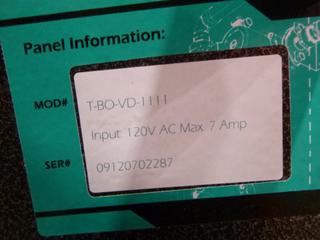 Panel Information:
MOD# T-BO-VD-1111
Input: 120V AC Max. 7 Amp
SER# 09120702287